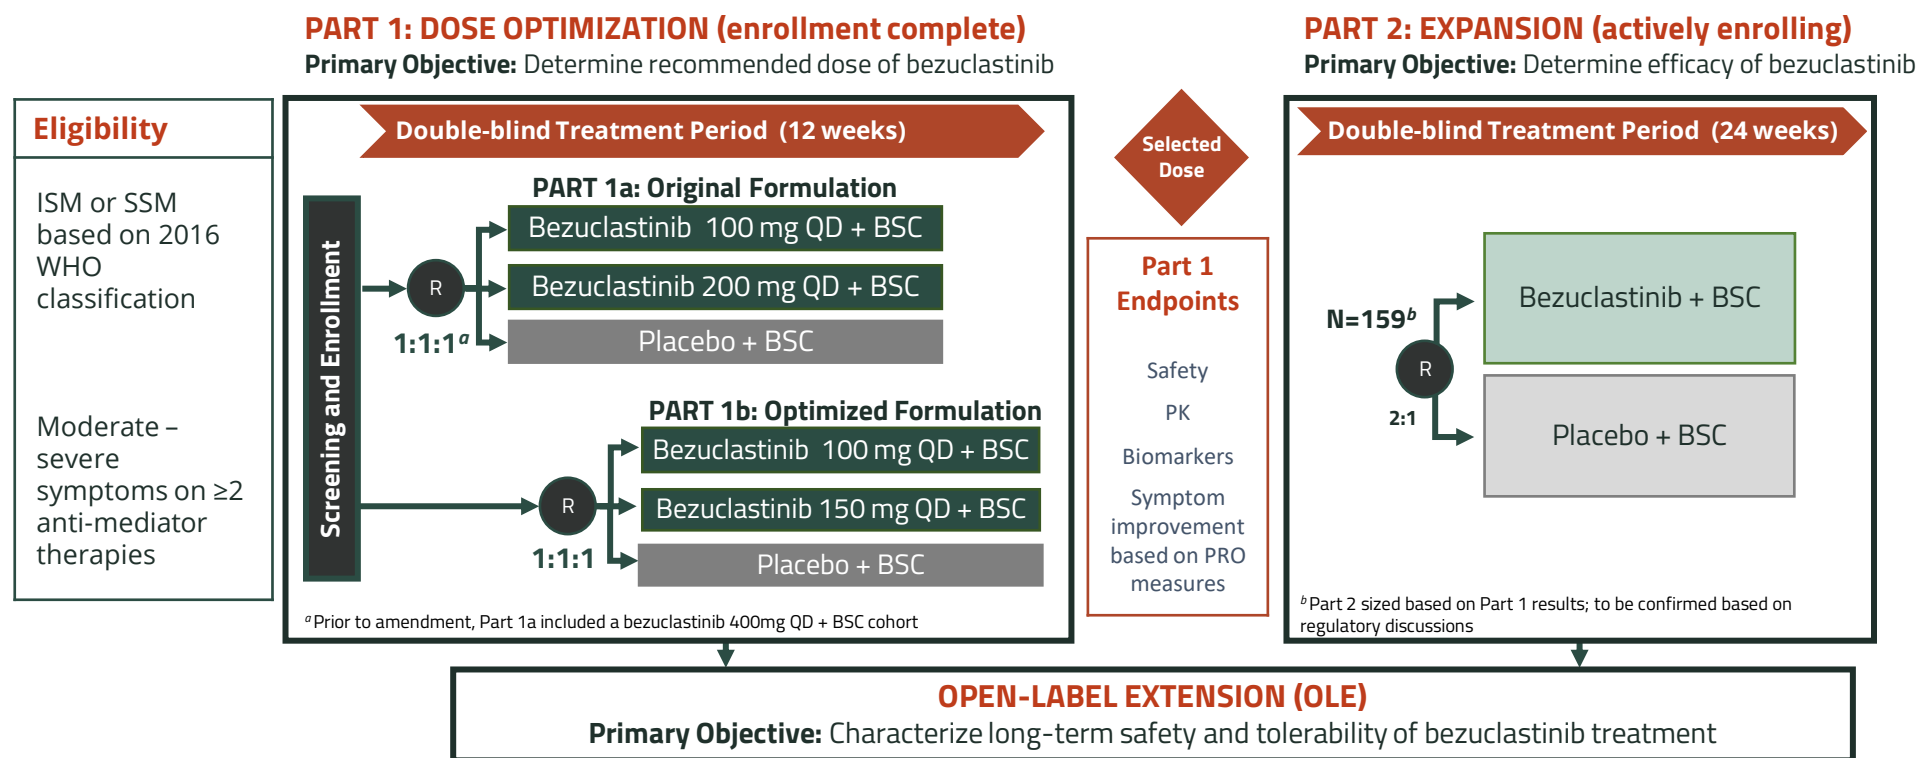 PART 1: DOSE OPTIMIZATION (enrollment complete)
Primary Objective: Determine recommended dose of bezuclastinib
PART 2: EXPANSION (actively enrolling)
Primary Objective: Determine efficacy of bezuclastinib
Eligibility
ISM or SSM
based on 2016
WHO
classification
Moderate –
severe
symptoms on ≥2
anti-mediator
therapies
Double-blind Treatment Period (12 weeks)
Screening and Enrollment
PART 1a: Original Formulation
Bezuclastinib 100 mg QD + BSC
R
Bezuclastinib 200 mg QD + BSC
1:1:1ᵃ
Placebo + BSC
PART 1b: Optimized Formulation
Bezuclastinib 100 mg QD + BSC
R
Bezuclastinib 150 mg QD + BSC
1:1:1
Placebo + BSC
ᵃ Prior to amendment, Part 1a included a bezuclastinib 400mg QD + BSC cohort
Selected
Dose
Part 1
Endpoints
Safety
PK
Biomarkers
Symptom
improvement
based on PRO
measures
Double-blind Treatment Period (24 weeks)
N=159ᵇ
R
2:1
Bezuclastinib + BSC
Placebo + BSC
ᵇ Part 2 sized based on Part 1 results; to be confirmed based on
regulatory discussions
OPEN-LABEL EXTENSION (OLE)
Primary Objective: Characterize long-term safety and tolerability of bezuclastinib treatment